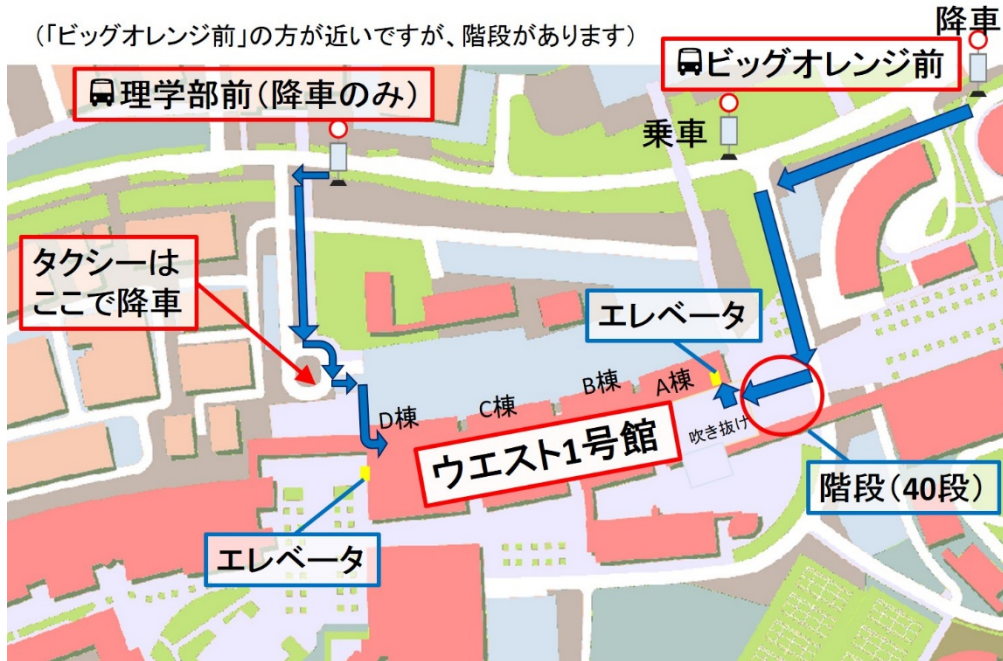 （「ビッグオレンジ前」の方が近いですが、階段があります）
降車
理学部前（降車のみ）
ビッグオレンジ前
乗車
タクシーは
ここで降車
エレベータ
D棟
C棟
B棟
A棟
吹き抜け
ウエスト1号館
階段（40段）
エレベータ